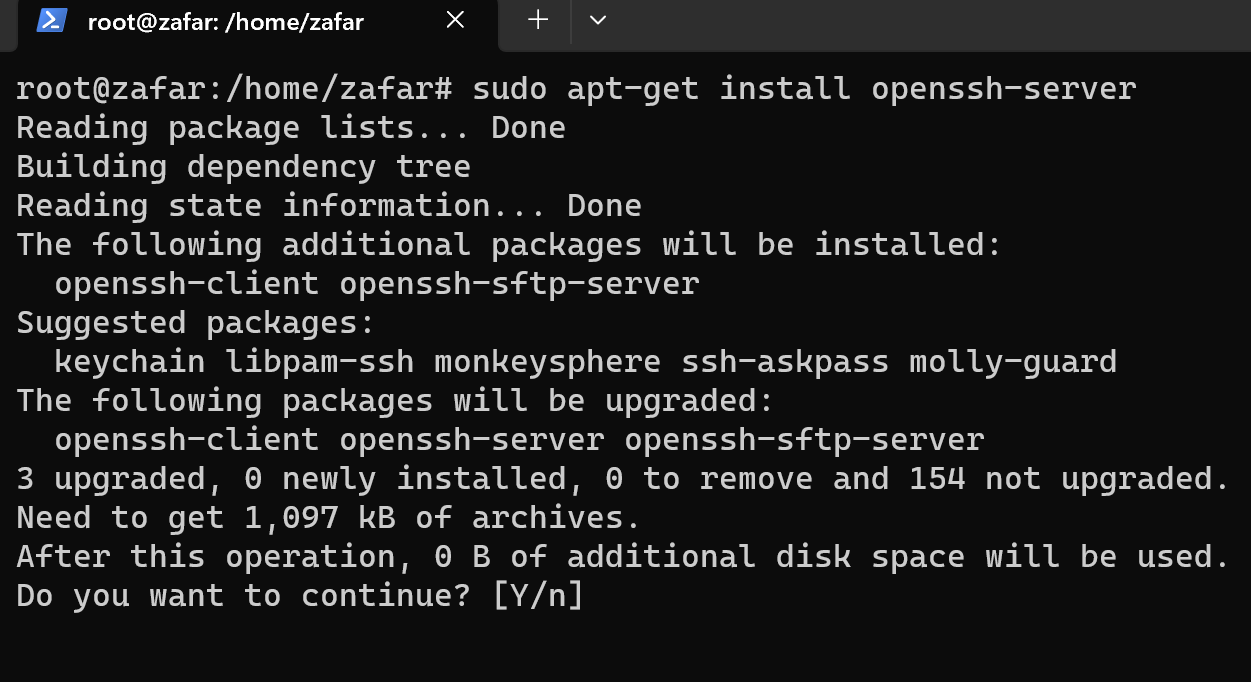 root@zafar: /home/zafar
root@zafar:/home/zafar# sudo apt-get install openssh-server
Reading package lists... Done
Building dependency tree
Reading state information... Done
The following additional packages will be installed:
  openssh-client openssh-sftp-server
Suggested packages:
  keychain libpam-ssh monkeysphere ssh-askpass molly-guard
The following packages will be upgraded:
  openssh-client openssh-server openssh-sftp-server
3 upgraded, 0 newly installed, 0 to remove and 154 not upgraded.
Need to get 1,097 kB of archives.
After this operation, 0 B of additional disk space will be used.
Do you want to continue? [Y/n]